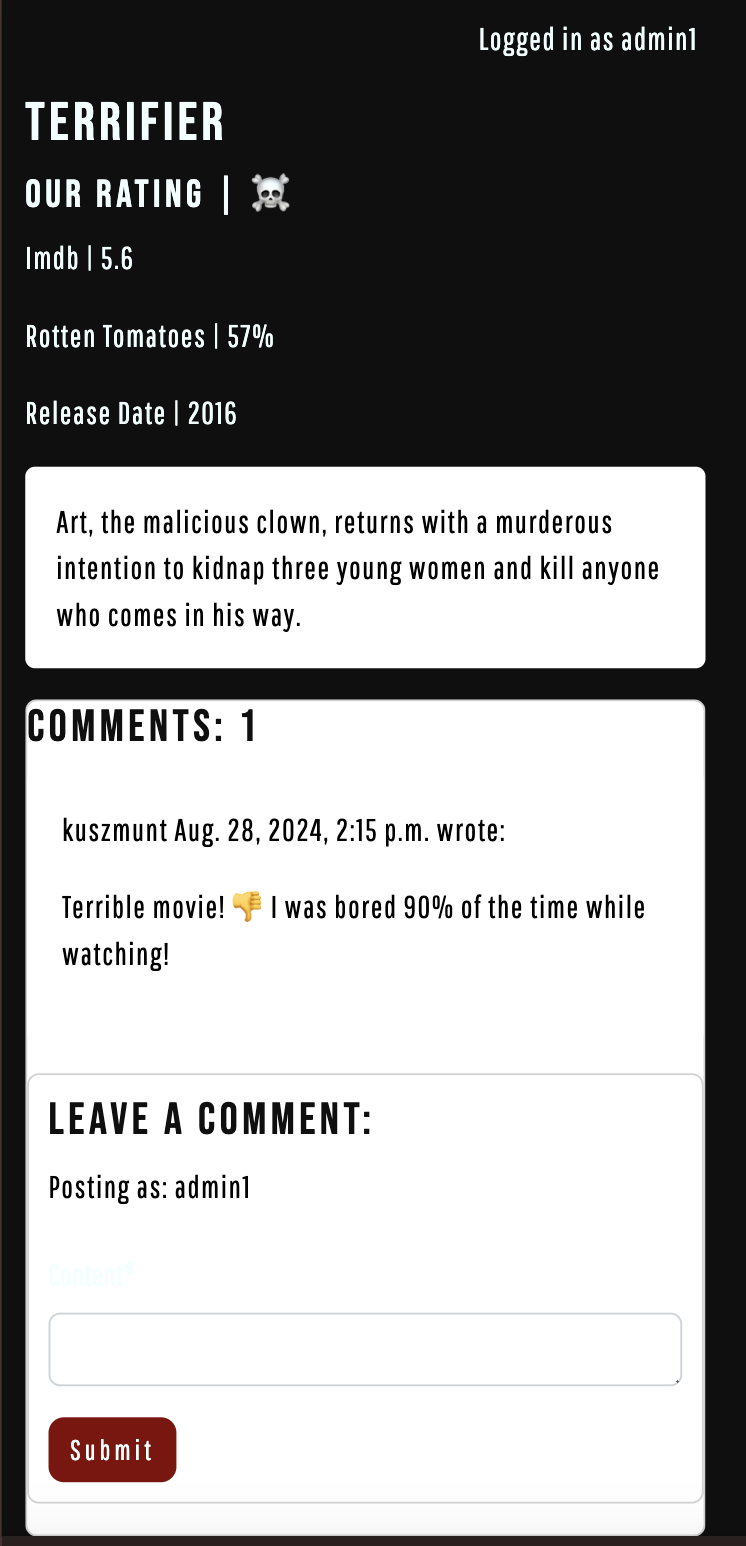 Logged in as admin1
TERRIFIER
OUR RATING | ☠️
Imdb | 5.6
Rotten Tomatoes | 57%
Release Date | 2016
Art, the malicious clown, returns with a murderous
intention to kidnap three young women and kill anyone
who comes in his way.
COMMENTS: 1
kuszmunt Aug. 28, 2024, 2:15 p.m. wrote:
Terrible movie! 👎 I was bored 90% of the time while
watching!
LEAVE A COMMENT:
Posting as: admin1
Content*
Submit